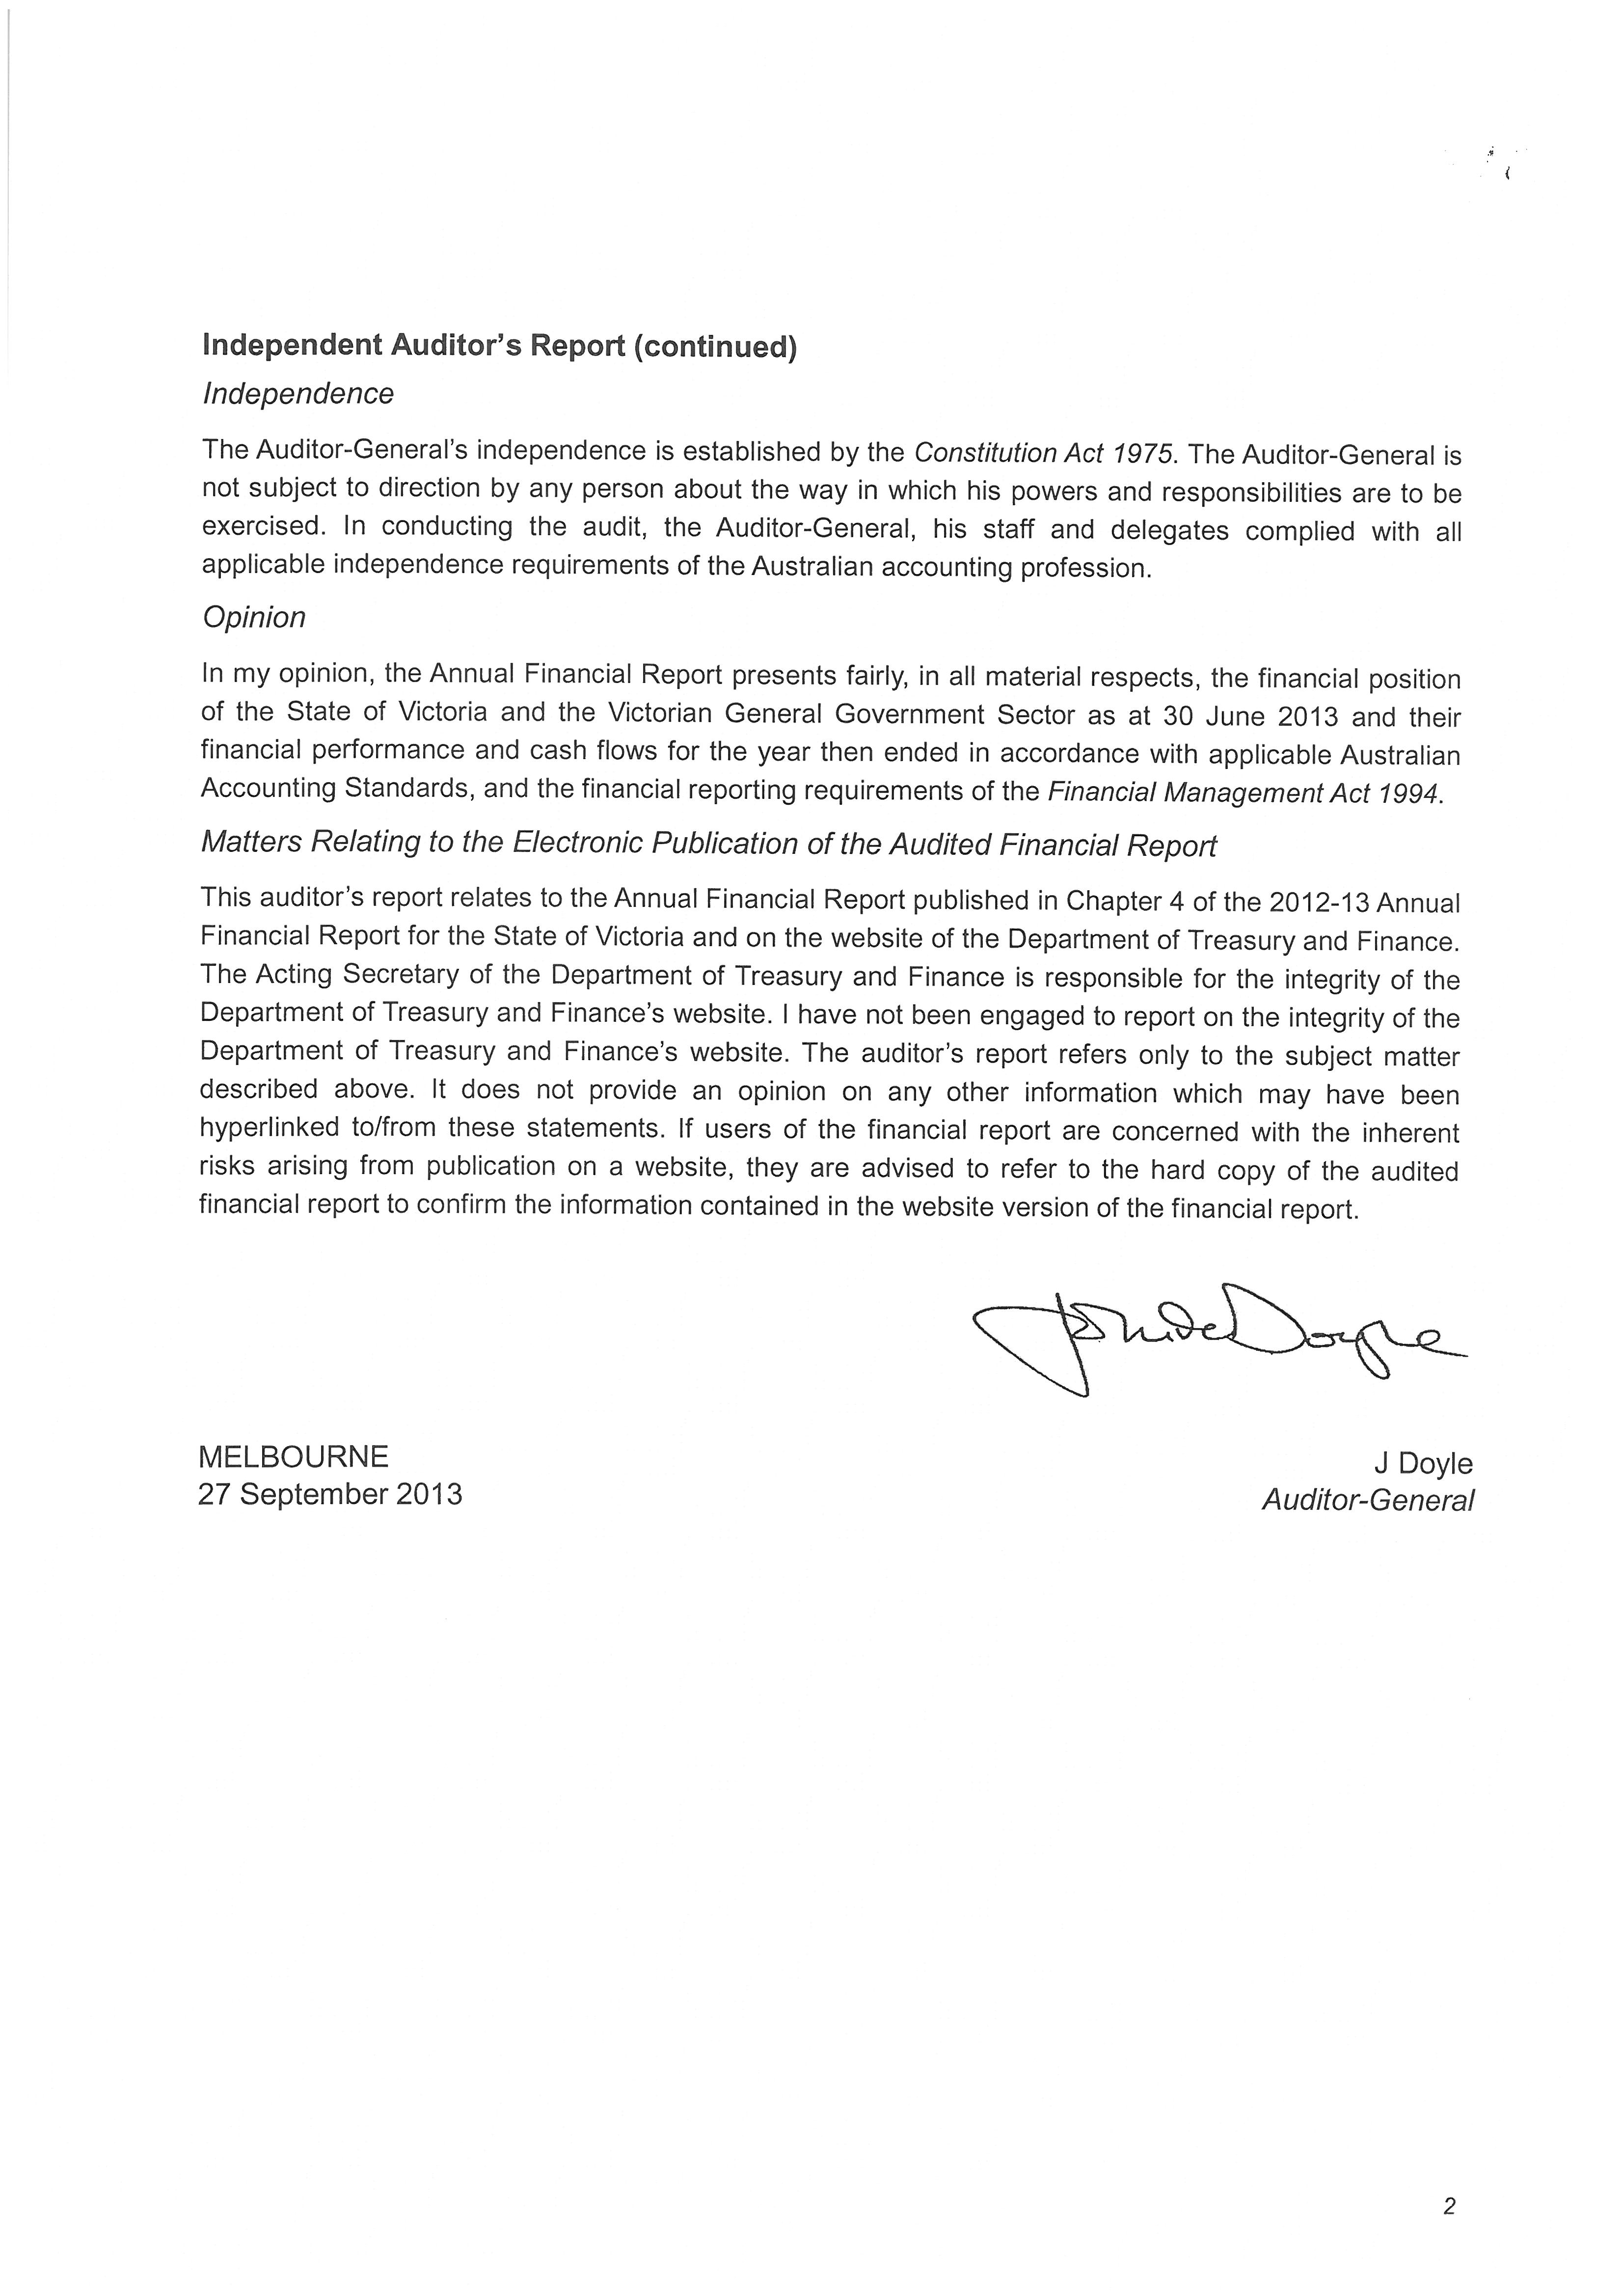 Independent Auditor's Report (continued)
Independence
The Auditor-General's independence is established by the Constitution Act 1975. The Auditor-General is
not subject to direction by any person about the way in which his powers and responsibilities are to be
exercised. In conducting the audit, the Auditor-General, his staff and delegates complied with all
applicable independence requirements of the Australian accounting profession.
Opinion
In my opinion, the Annual Financial Report presents fairly, in all material respects, the financial position
of the State of Victoria and the Victorian General Government Sector as at 30 June 2013 and their
financial performance and cash flows for the year then ended in accordance with applicable Australian
Accounting Standards, and the financial reporting requirements of the Financial Management Act 1994.
Matters Relating to the Electronic Publication of the Audited Financial Report
This auditor's report relates to the Annual Financial Report published in Chapter 4 of the 2012-13 Annual
Financial Report for the State of Victoria and on the website of the Department of Treasury and Finance.
The Acting Secretary of the Department of Treasury and Finance is responsible for the integrity of the
Department of Treasury and Finance's website. I have not been engaged to report on the integrity of the
Department of Treasury and Finance's website. The auditor's report refers only to the subject matter
described above. It does not provide an opinion on any other information which may have been
hyperlinked to/from these statements. If users of the financial report are concerned with the inherent
risks arising from publication on a website, they are advised to refer to the hard copy of the audited
financial report to confirm the information contained in the website version of the financial report.
Doyle
MELBOURNE
27 September 2013
J Doyle
Auditor-General
2